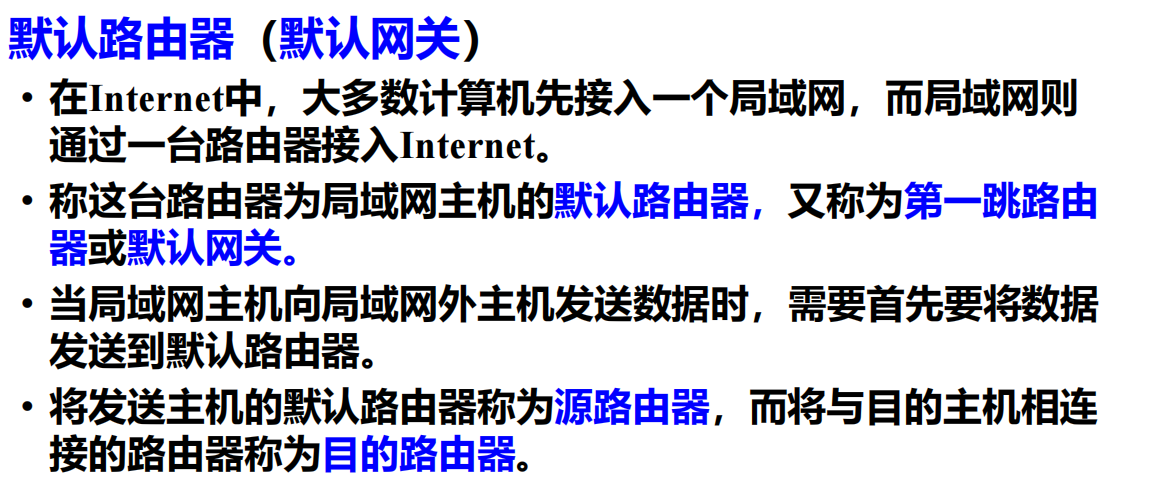 默认路由器（默认网关）
• 在Internet中，大多数计算机先接入一个局域网，而局域网则
通过一台路由器接入Internet。
• 称这台路由器为局域网主机的默认路由器，又称为第一跳路由
器或默认网关。
• 当局域网主机向局域网外主机发送数据时，需要首先要将数据
发送到默认路由器。
• 将发送主机的默认路由器称为源路由器，而将与目的主机相连
接的路由器称为目的路由器。